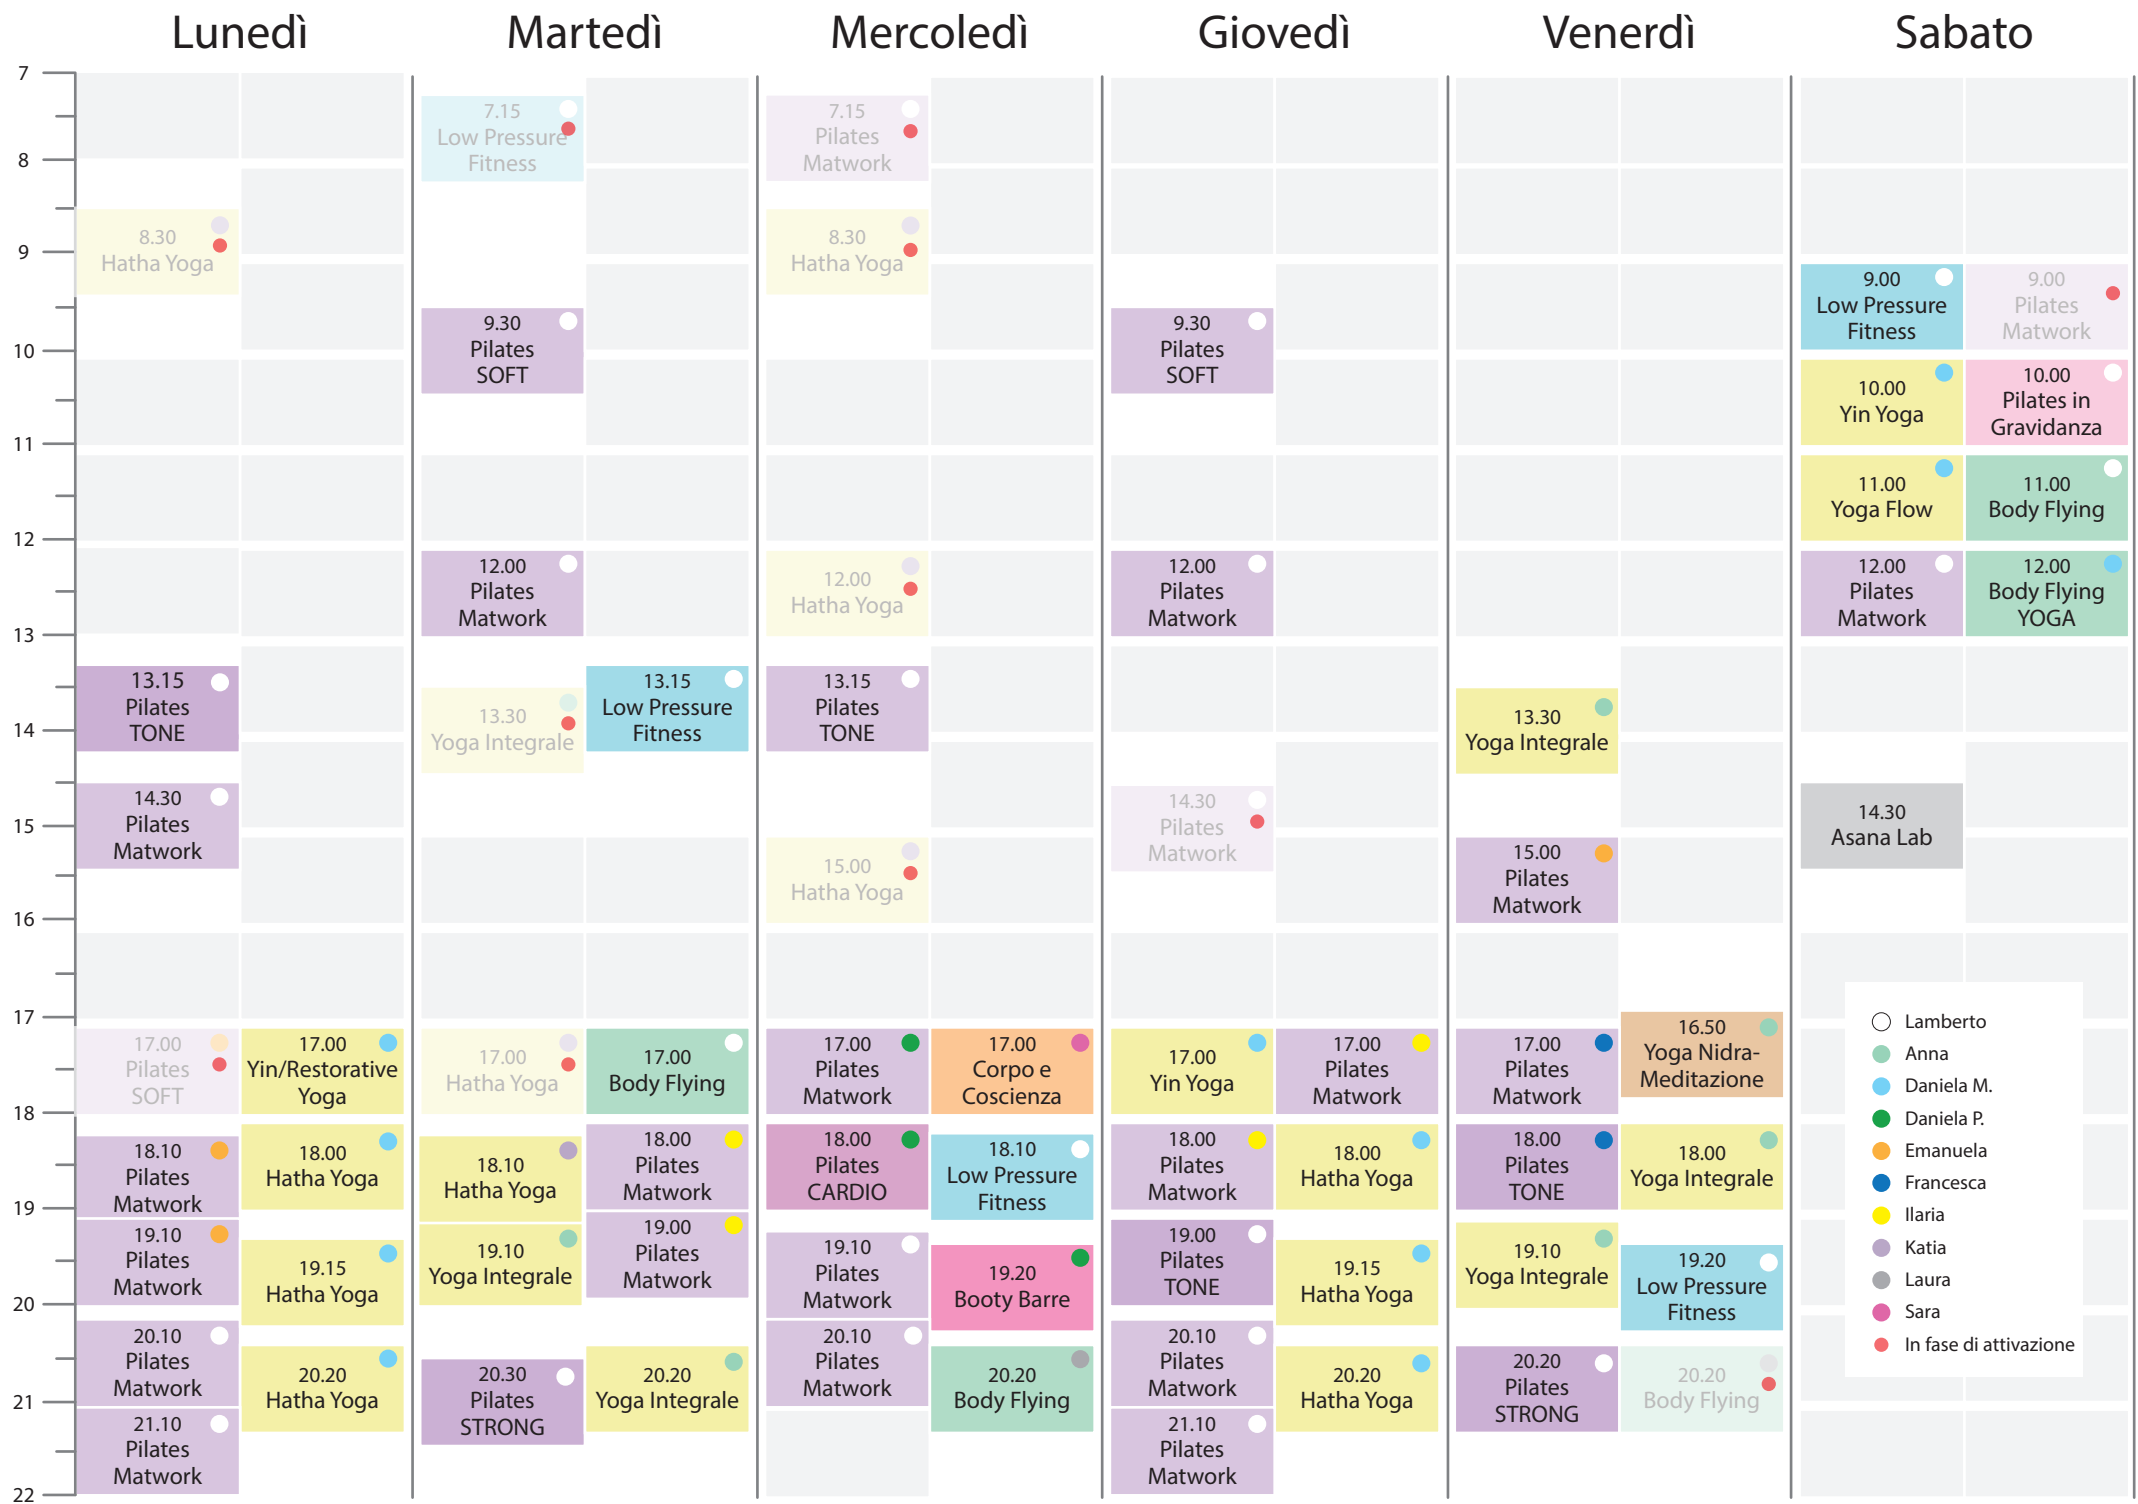 Lunedì
Martedì
Mercoledì
Giovedì
Venerdì
Sabato
7
8
9
10
11
12
13
14
15
16
17
18
19
20
21
22
8.30
Hatha Yoga
13.15
Pilates
TONE
14.30
Pilates
Matwork
17.00
Pilates
SOFT
18.10
Pilates
Matwork
19.10
Pilates
Matwork
20.10
Pilates
Matwork
21.10
Pilates
Matwork
17.00
Yin/Restorative
Yoga
18.00
Hatha Yoga
19.15
Hatha Yoga
20.20
Hatha Yoga
7.15
Low Pressure
Fitness
9.30
Pilates
SOFT
12.00
Pilates
Matwork
13.30
Yoga Integrale
17.00
Hatha Yoga
18.10
Hatha Yoga
19.10
Yoga Integrale
20.30
Pilates
STRONG
13.15
Low Pressure
Fitness
17.00
Body Flying
18.00
Pilates
Matwork
19.00
Pilates
Matwork
20.20
Yoga Integrale
7.15
Pilates
Matwork
8.30
Hatha Yoga
12.00
Hatha Yoga
13.15
Pilates
TONE
15.00
Hatha Yoga
17.00
Pilates
Matwork
18.00
Pilates
CARDIO
19.10
Pilates
Matwork
20.10
Pilates
Matwork
17.00
Corpo e
Coscienza
18.10
Low Pressure
Fitness
19.20
Booty Barre
20.20
Body Flying
9.30
Pilates
SOFT
12.00
Pilates
Matwork
14.30
Pilates
Matwork
17.00
Yin Yoga
18.00
Pilates
Matwork
19.00
Pilates
TONE
20.10
Pilates
Matwork
21.10
Pilates
Matwork
17.00
Pilates
Matwork
18.00
Hatha Yoga
19.15
Hatha Yoga
20.20
Hatha Yoga
13.30
Yoga Integrale
15.00
Pilates
Matwork
17.00
Pilates
Matwork
18.00
Pilates
TONE
19.10
Yoga Integrale
20.20
Pilates
STRONG
16.50
Yoga Nidra-
Meditazione
18.00
Yoga Integrale
19.20
Low Pressure
Fitness
20.20
Body Flying
9.00
Low Pressure
Fitness
10.00
Yin Yoga
11.00
Yoga Flow
12.00
Pilates
Matwork
14.30
Asana Lab
9.00
Pilates
Matwork
10.00
Pilates in
Gravidanza
11.00
Body Flying
12.00
Body Flying
YOGA
Lamberto
Anna
Daniela M.
Daniela P.
Emanuela
Francesca
Ilaria
Katia
Laura
Sara
In fase di attivazione